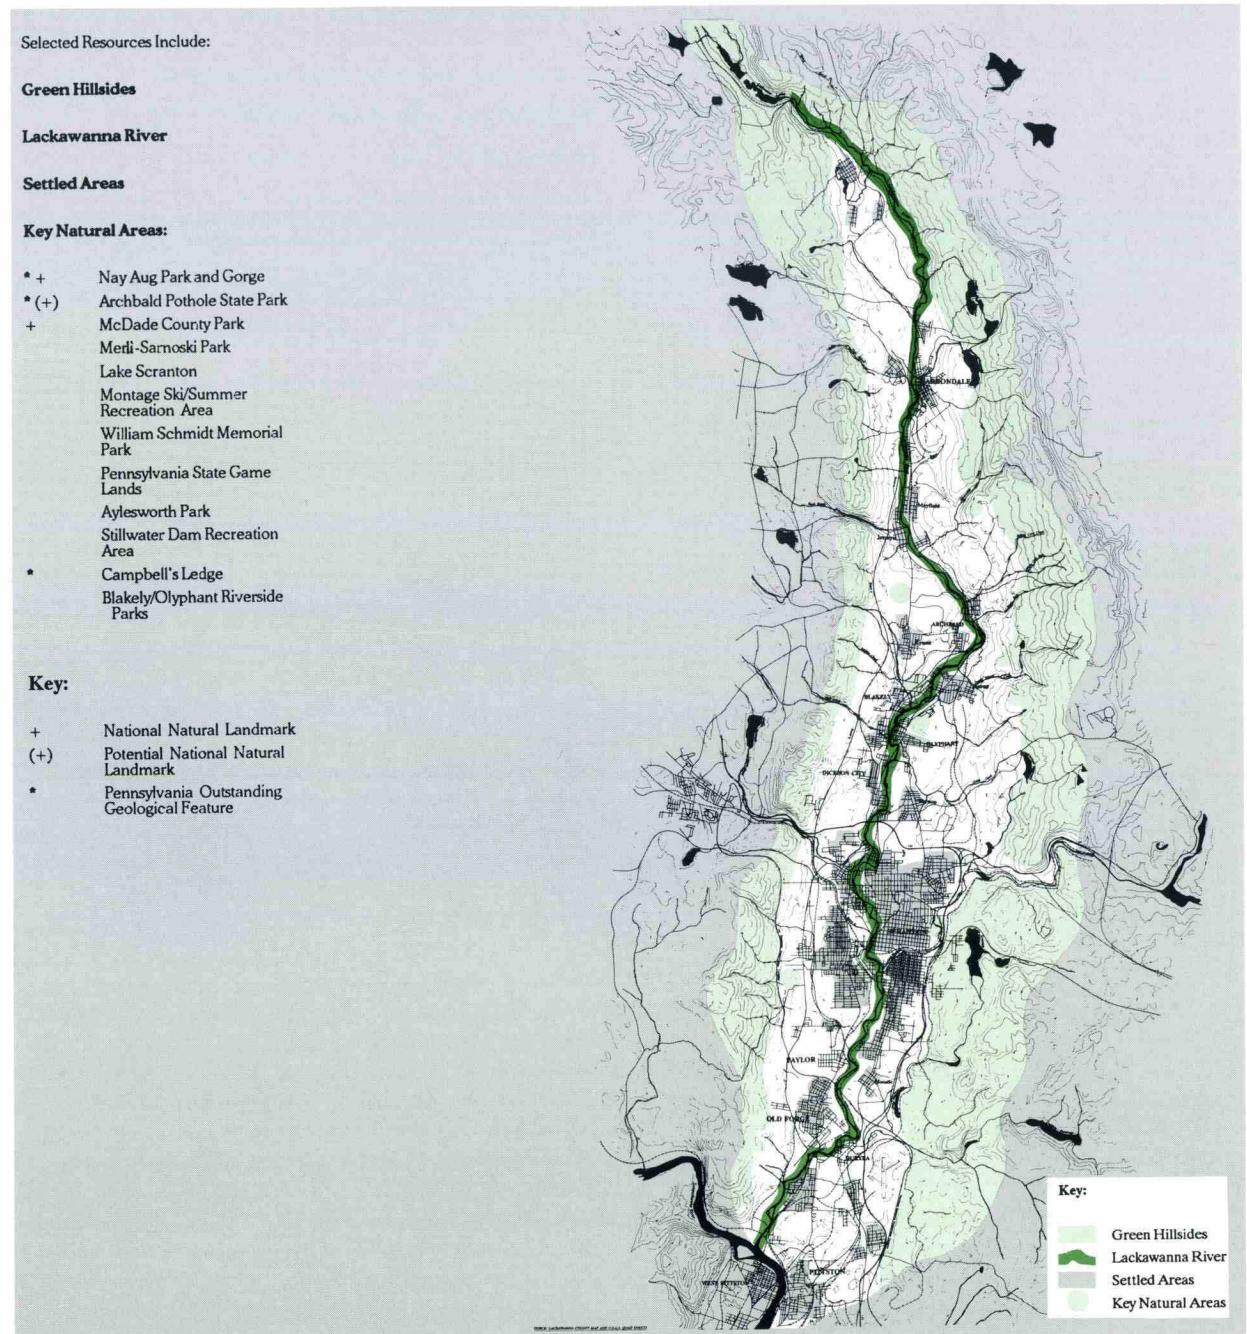 Selected Resources Include:
Green Hillsides
Lackawanna River
Settled Areas
Key Natural Areas:
* + Nay Aug Park and Gorge
* (+) Archbald Pothole State Park
+ McDade County Park
Merli-Sarnoski Park
Lake Scranton
Montage Ski/Summer
Recreation Area
William Schmidt Memorial
Park
Pennsylvania State Game
Lands
Aylesworth Park
Stillwater Dam Recreation
Area
* Campbell's Ledge
Blakely/Olyphant Riverside
Parks
Key:
+ National Natural Landmark
(+) Potential National Natural
Landmark
* Pennsylvania Outstanding
Geological Feature
CARBONDALE
Mayfield
ARCHBALD
BLAKELY
OLYPHANT
DICKSON CITY
TAYLOR
OLD FORGE
DURYEA
PITTSTON
WEST PITTSTON
Key:
Green Hillsides
Lackawanna River
Settled Areas
Key Natural Areas